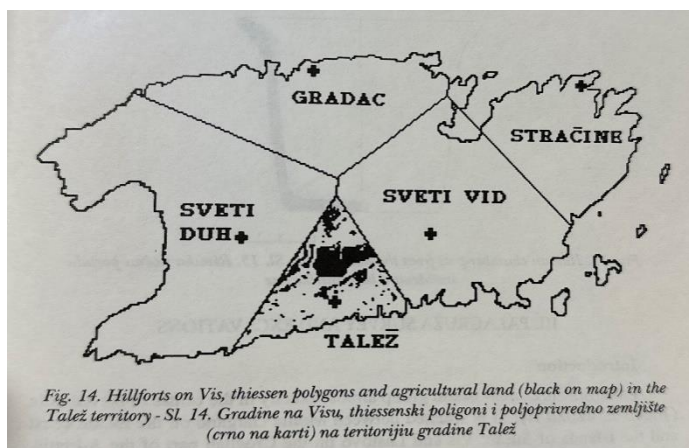 GRADAC
STRAČINE
SVETI VID
SVETI
DUH
TALEŽ
Fig. 14. Hillforts on Vis, thiessen polygons and agricultural land (black on map) in the
Talež territory - Sl. 14. Gradine na Visu, thiessenski poligoni i poljoprivredno zemljište
(crno na karti) na teritoriju gradine Talež